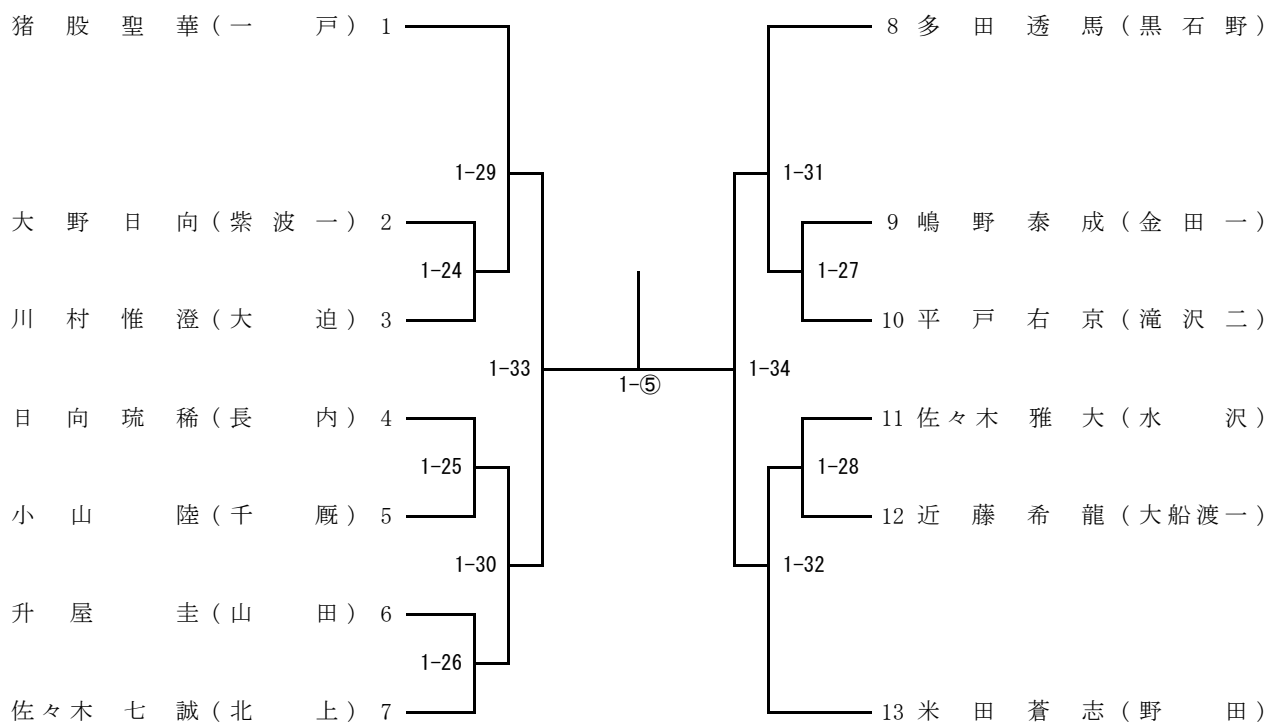 猪股聖華(一戸) 1
8 多田透馬(黒石野)
1-29
1-31
大野日向(紫波一) 2
9 嶋野泰成(金田一)
1-24
1-27
川村惟澄(大迫) 3
10 平戸右京(滝沢二)
1-33
1-⑤
1-34
日向琉稀(長内) 4
11 佐々木雅大(水沢)
1-25
1-28
小山陸(千厩) 5
12 近藤希龍(大船渡一)
1-30
1-32
升屋圭(山田) 6
1-26
佐々木七誠(北上) 7
13 米田蒼志(野田)